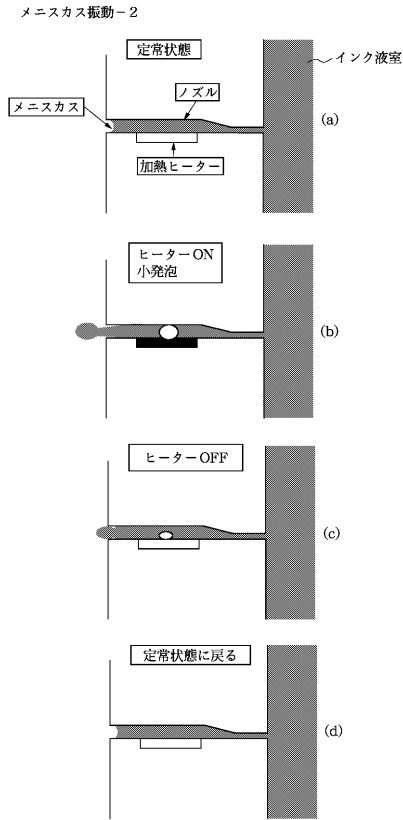 メニスカス振動－2
定常状態
インク液室
ノズル
メニスカス
(a)
加熱ヒーター
ヒーターON
小発泡
(b)
ヒーターOFF
(c)
定常状態に戻る
(d)